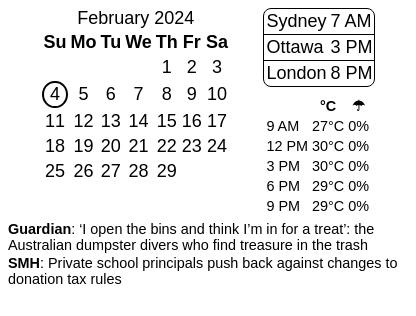 February 2024
Su Mo Tu We Th Fr Sa
1 2 3
4 5 6 7 8 9 10
11 12 13 14 15 16 17
18 19 20 21 22 23 24
25 26 27 28 29
Sydney 7 AM
Ottawa 3 PM
London 8 PM
°C ☂
9 AM 27°C 0%
12 PM 30°C 0%
3 PM 30°C 0%
6 PM 29°C 0%
9 PM 29°C 0%
Guardian: ‘I open the bins and think I’m in for a treat’: the
Australian dumpster divers who find treasure in the trash
SMH: Private school principals push back against changes to
donation tax rules